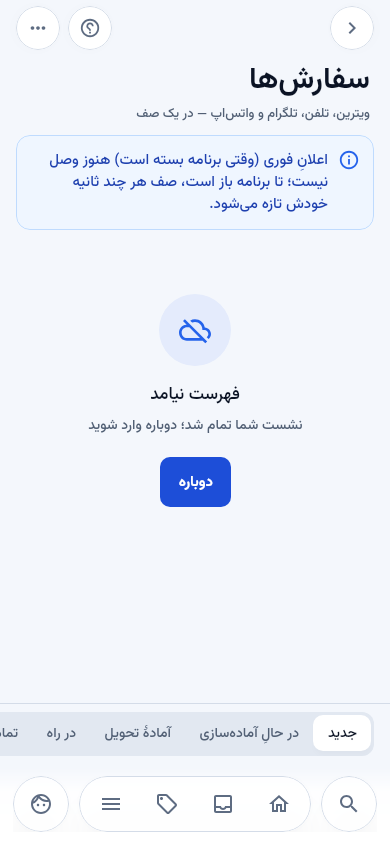 سفارش‌ها
ویترین، تلفن، تلگرام و واتس‌اپ — در یک صف
اعلانِ فوری (وقتی برنامه بسته است) هنوز وصل
نیست؛ تا برنامه باز است، صف هر چند ثانیه
خودش تازه می‌شود.
فهرست نیامد
نشست شما تمام شد؛ دوباره وارد شوید
دوباره
جدید
در حالِ آماده‌سازی
آمادهٔ تحویل
در راه